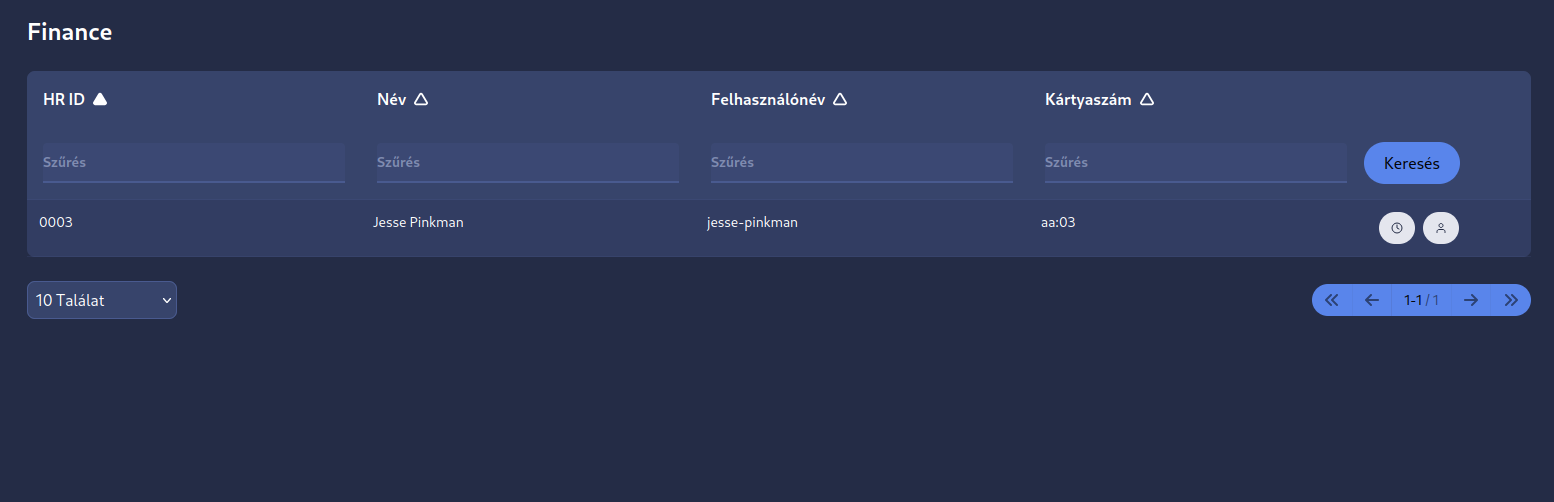 Finance
HR ID Név Felhasználónév Kártyaszám
Szűrés Szűrés Szűrés Szűrés Keresés
0003 Jesse Pinkman jesse-pinkman aa:03
10 Találat 1-1 / 1